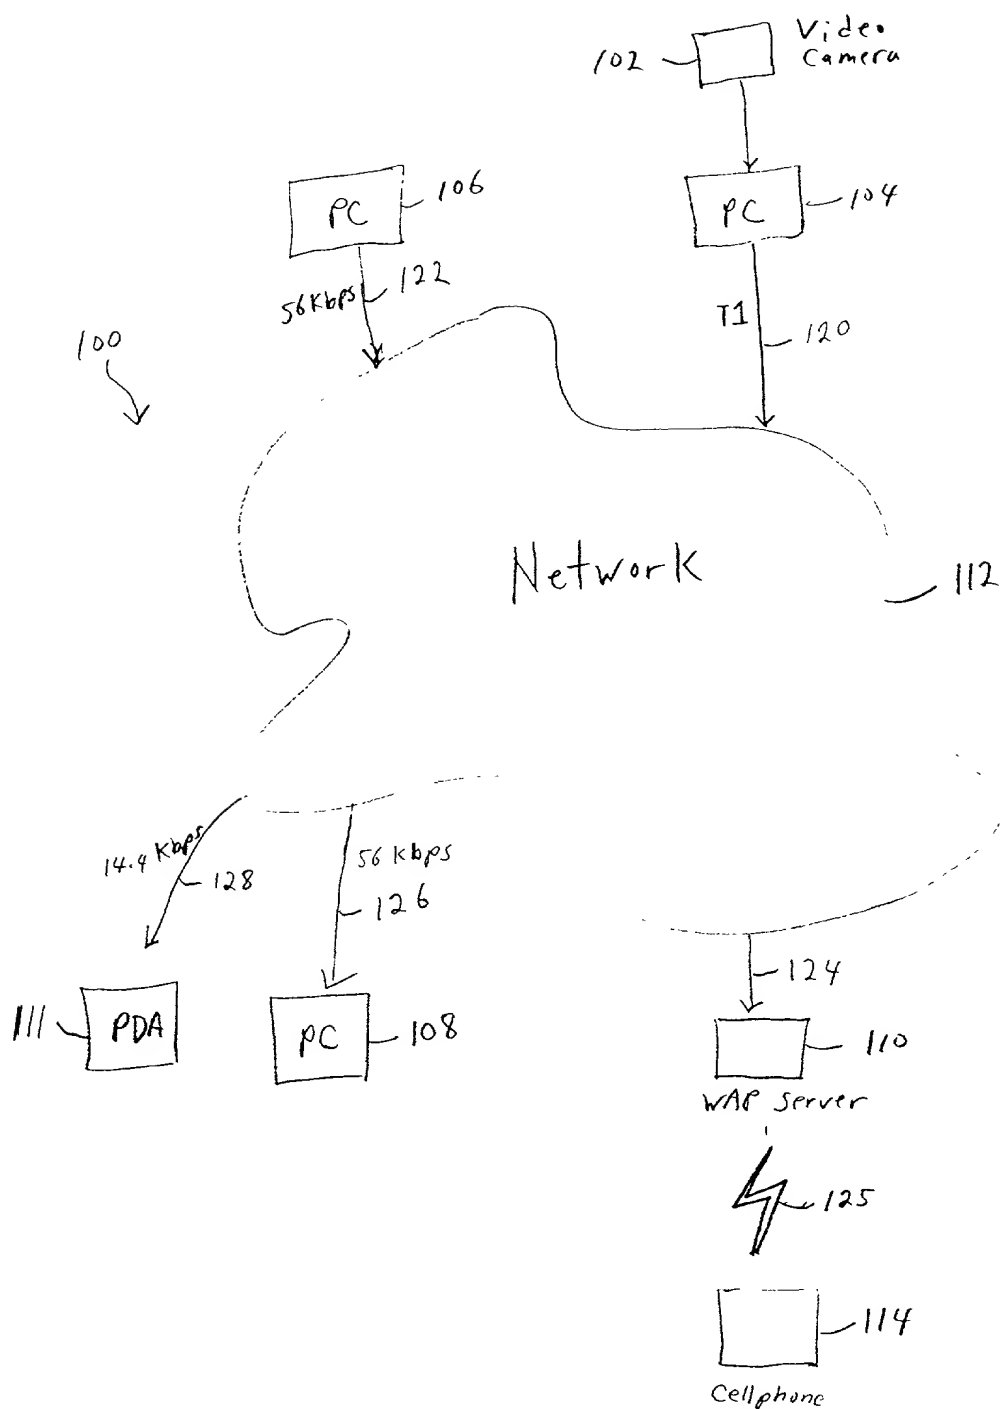 Video
Camera
102
PC
106
PC
104
56Kbps
122
T1
120
100
Network
112
14.4 Kbps
128
56 Kbps
126
124
111
PDA
PC
108
110
WAP Server
125
114
Cellphone